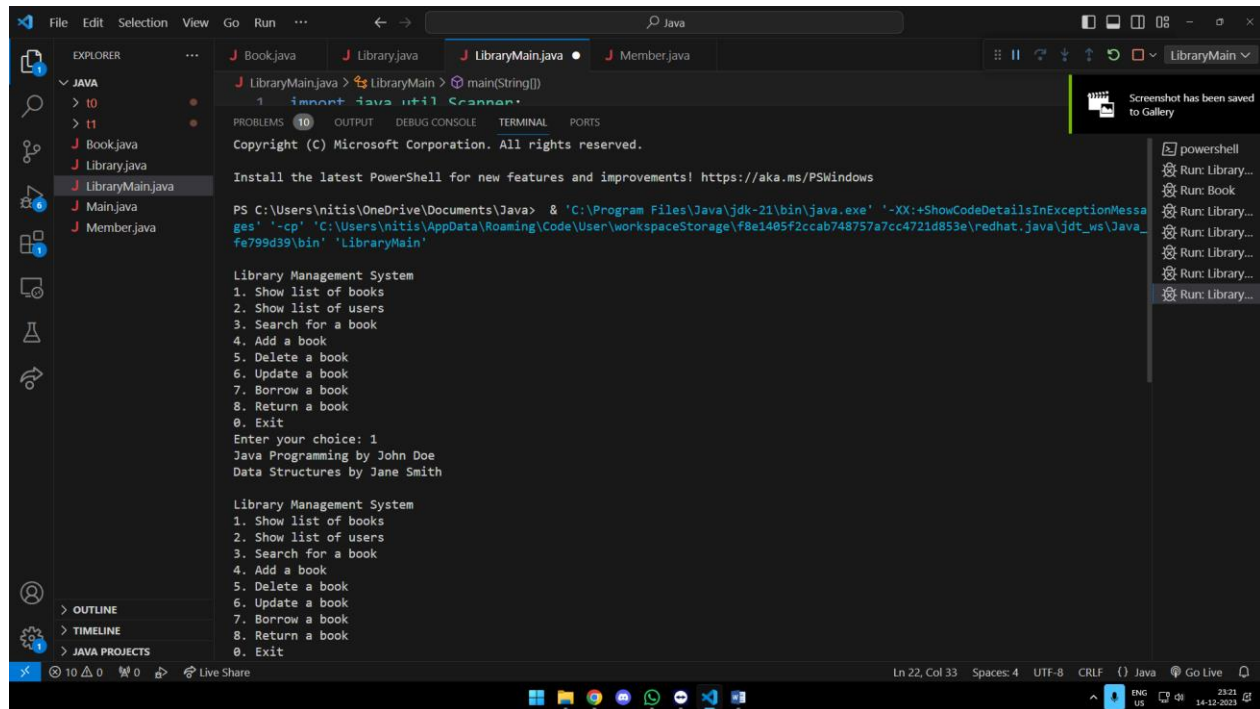 File Edit Selection View Go Run ··· Java
EXPLORER ···
JAVA
t0
t1
Book.java
Library.java
LibraryMain.java
Main.java
Member.java
OUTLINE
TIMELINE
JAVA PROJECTS
Book.java Library.java LibraryMain.java Member.java
LibraryMain
LibraryMain.java > LibraryMain > main(String[])
1 import java.util.Scanner;
PROBLEMS 10 OUTPUT DEBUG CONSOLE TERMINAL PORTS
Copyright (C) Microsoft Corporation. All rights reserved.
Install the latest PowerShell for new features and improvements! https://aka.ms/PSWindows
PS C:\Users\nitis\OneDrive\Documents\Java>  & 'C:\Program Files\Java\jdk-21\bin\java.exe' '-XX:+ShowCodeDetailsInExceptionMessa
ges' '-cp' 'C:\Users\nitis\AppData\Roaming\Code\User\workspaceStorage\f8e1405f2ccab748757a7cc4721d853e\redhat.java\jdt_ws\Java_
fe799d39\bin' 'LibraryMain'
Library Management System
1. Show list of books
2. Show list of users
3. Search for a book
4. Add a book
5. Delete a book
6. Update a book
7. Borrow a book
8. Return a book
0. Exit
Enter your choice: 1
Java Programming by John Doe
Data Structures by Jane Smith
Library Management System
1. Show list of books
2. Show list of users
3. Search for a book
4. Add a book
5. Delete a book
6. Update a book
7. Borrow a book
8. Return a book
0. Exit
Screenshot has been saved
to Gallery
powershell
Run: Library...
Run: Book
Run: Library...
Run: Library...
Run: Library...
Run: Library...
Run: Library...
1
6
1
1
10 0 0 Live Share Ln 22, Col 33 Spaces: 4 UTF-8 CRLF {} Java Go Live
ENG
US
23:21
14-12-2023